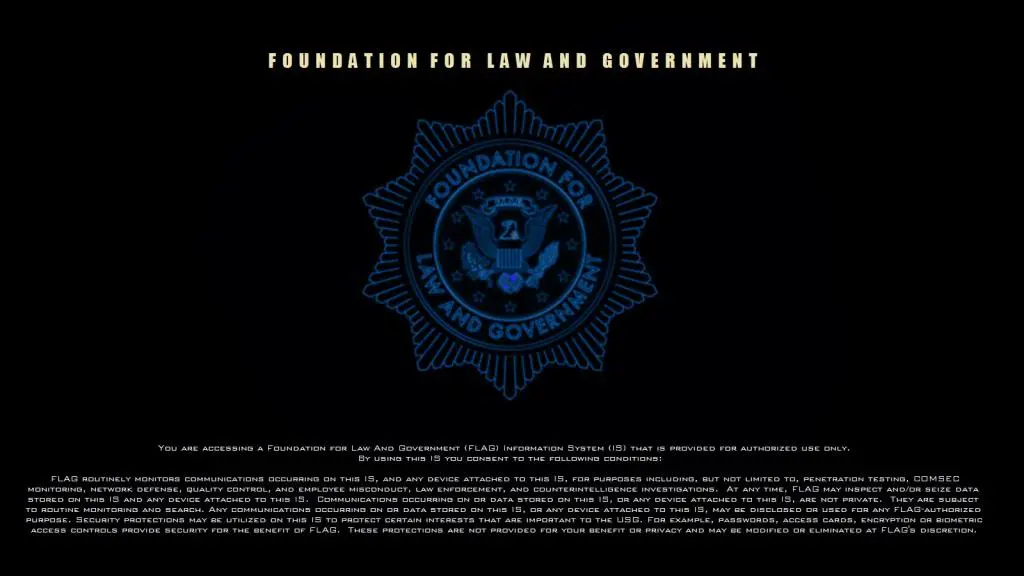 FOUNDATION FOR LAW AND GOVERNMENT
FOUNDATION FOR
LAW AND GOVERNMENT
You are accessing a Foundation for Law And Government (FLAG) Information System (IS) that is provided for authorized use only.
By using this IS you consent to the following conditions:
FLAG routinely monitors communications occurring on this IS, and any device attached to this IS, for purposes including, but not limited to, penetration testing, COMSEC
monitoring, network defense, quality control, and employee misconduct, law enforcement, and counterintelligence investigations. At any time, FLAG may inspect and/or seize data
stored on this IS and any device attached to this IS. Communications occurring on or data stored on this IS, or any device attached to this IS, are not private. They are subject
to routine monitoring and search. Any communications occurring on or data stored on this IS, or any device attached to this IS, may be disclosed or used for any FLAG-authorized
purpose. Security protections may be utilized on this IS to protect certain interests that are important to the USG. For example, passwords, access cards, encryption or biometric
access controls provide security for the benefit of FLAG. These protections are not provided for your benefit or privacy and may be modified or eliminated at FLAG's discretion.